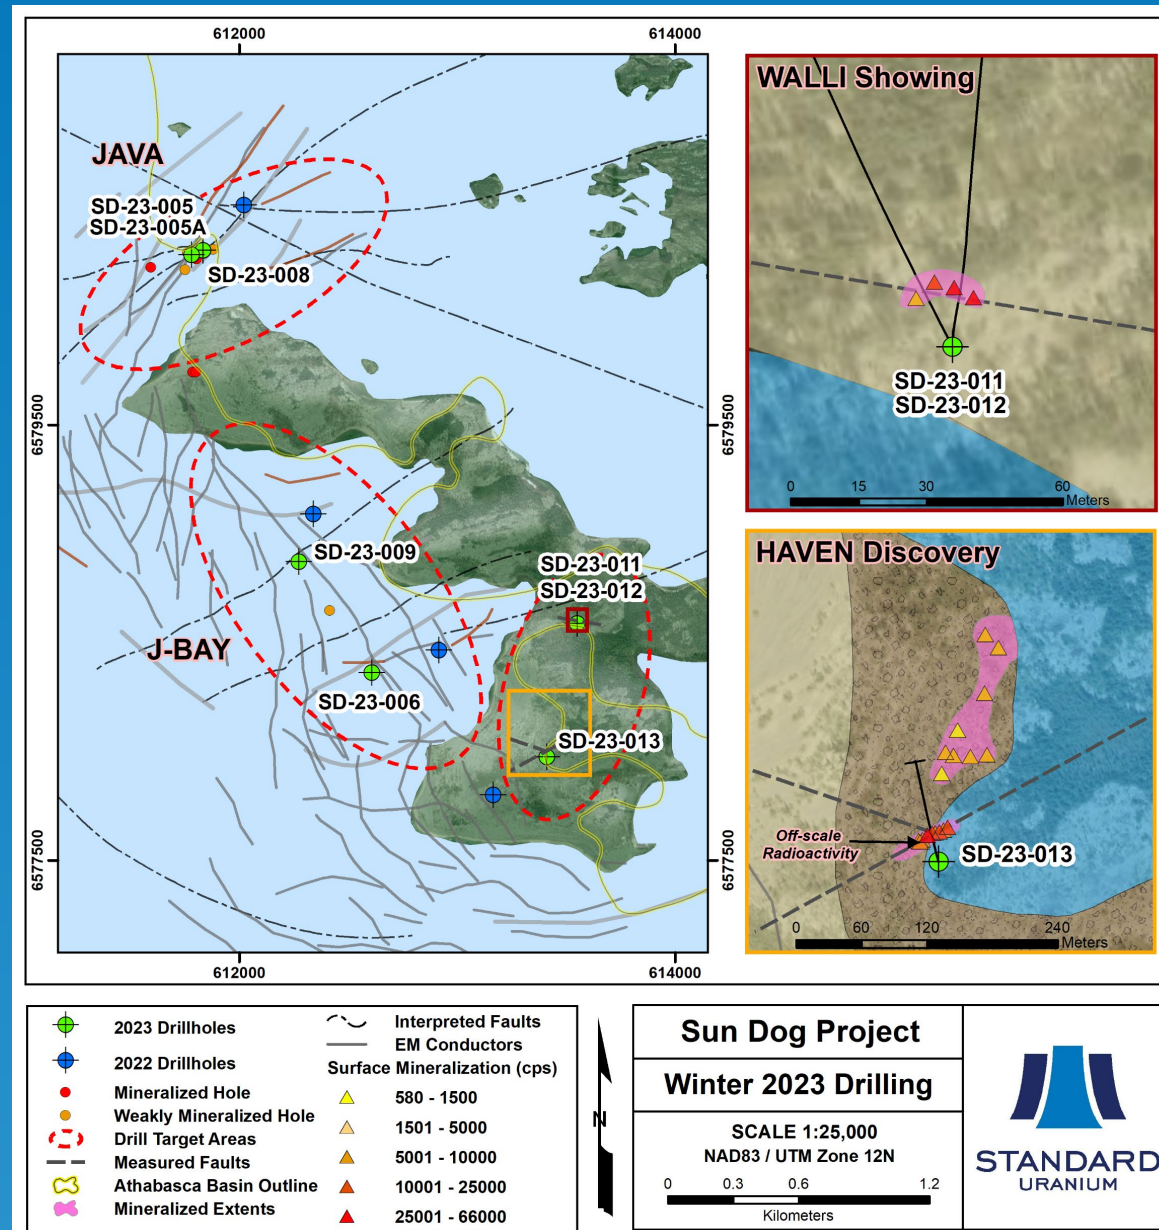 612000
614000
JAVA
SD-23-005
SD-23-005A
SD-23-008
6579500
6579500
SD-23-009
SD-23-011
SD-23-012
J-BAY
SD-23-006
SD-23-013
6577500
6577500
612000
614000
WALLI Showing
SD-23-011
SD-23-012
0 15 30 60
Meters
HAVEN Discovery
Off-scale
Radioactivity
SD-23-013
0 60 120 240
Meters
2023 Drillholes
2022 Drillholes
Mineralized Hole
Weakly Mineralized Hole
Drill Target Areas
Measured Faults
Athabasca Basin Outline
Mineralized Extents
Interpreted Faults
EM Conductors
Surface Mineralization (cps)
580 - 1500
1501 - 5000
5001 - 10000
10001 - 25000
25001 - 66000
N
Sun Dog Project
Winter 2023 Drilling
SCALE 1:25,000
NAD83 / UTM Zone 12N
0 0.3 0.6 1.2
Kilometers
STANDARD
URANIUM